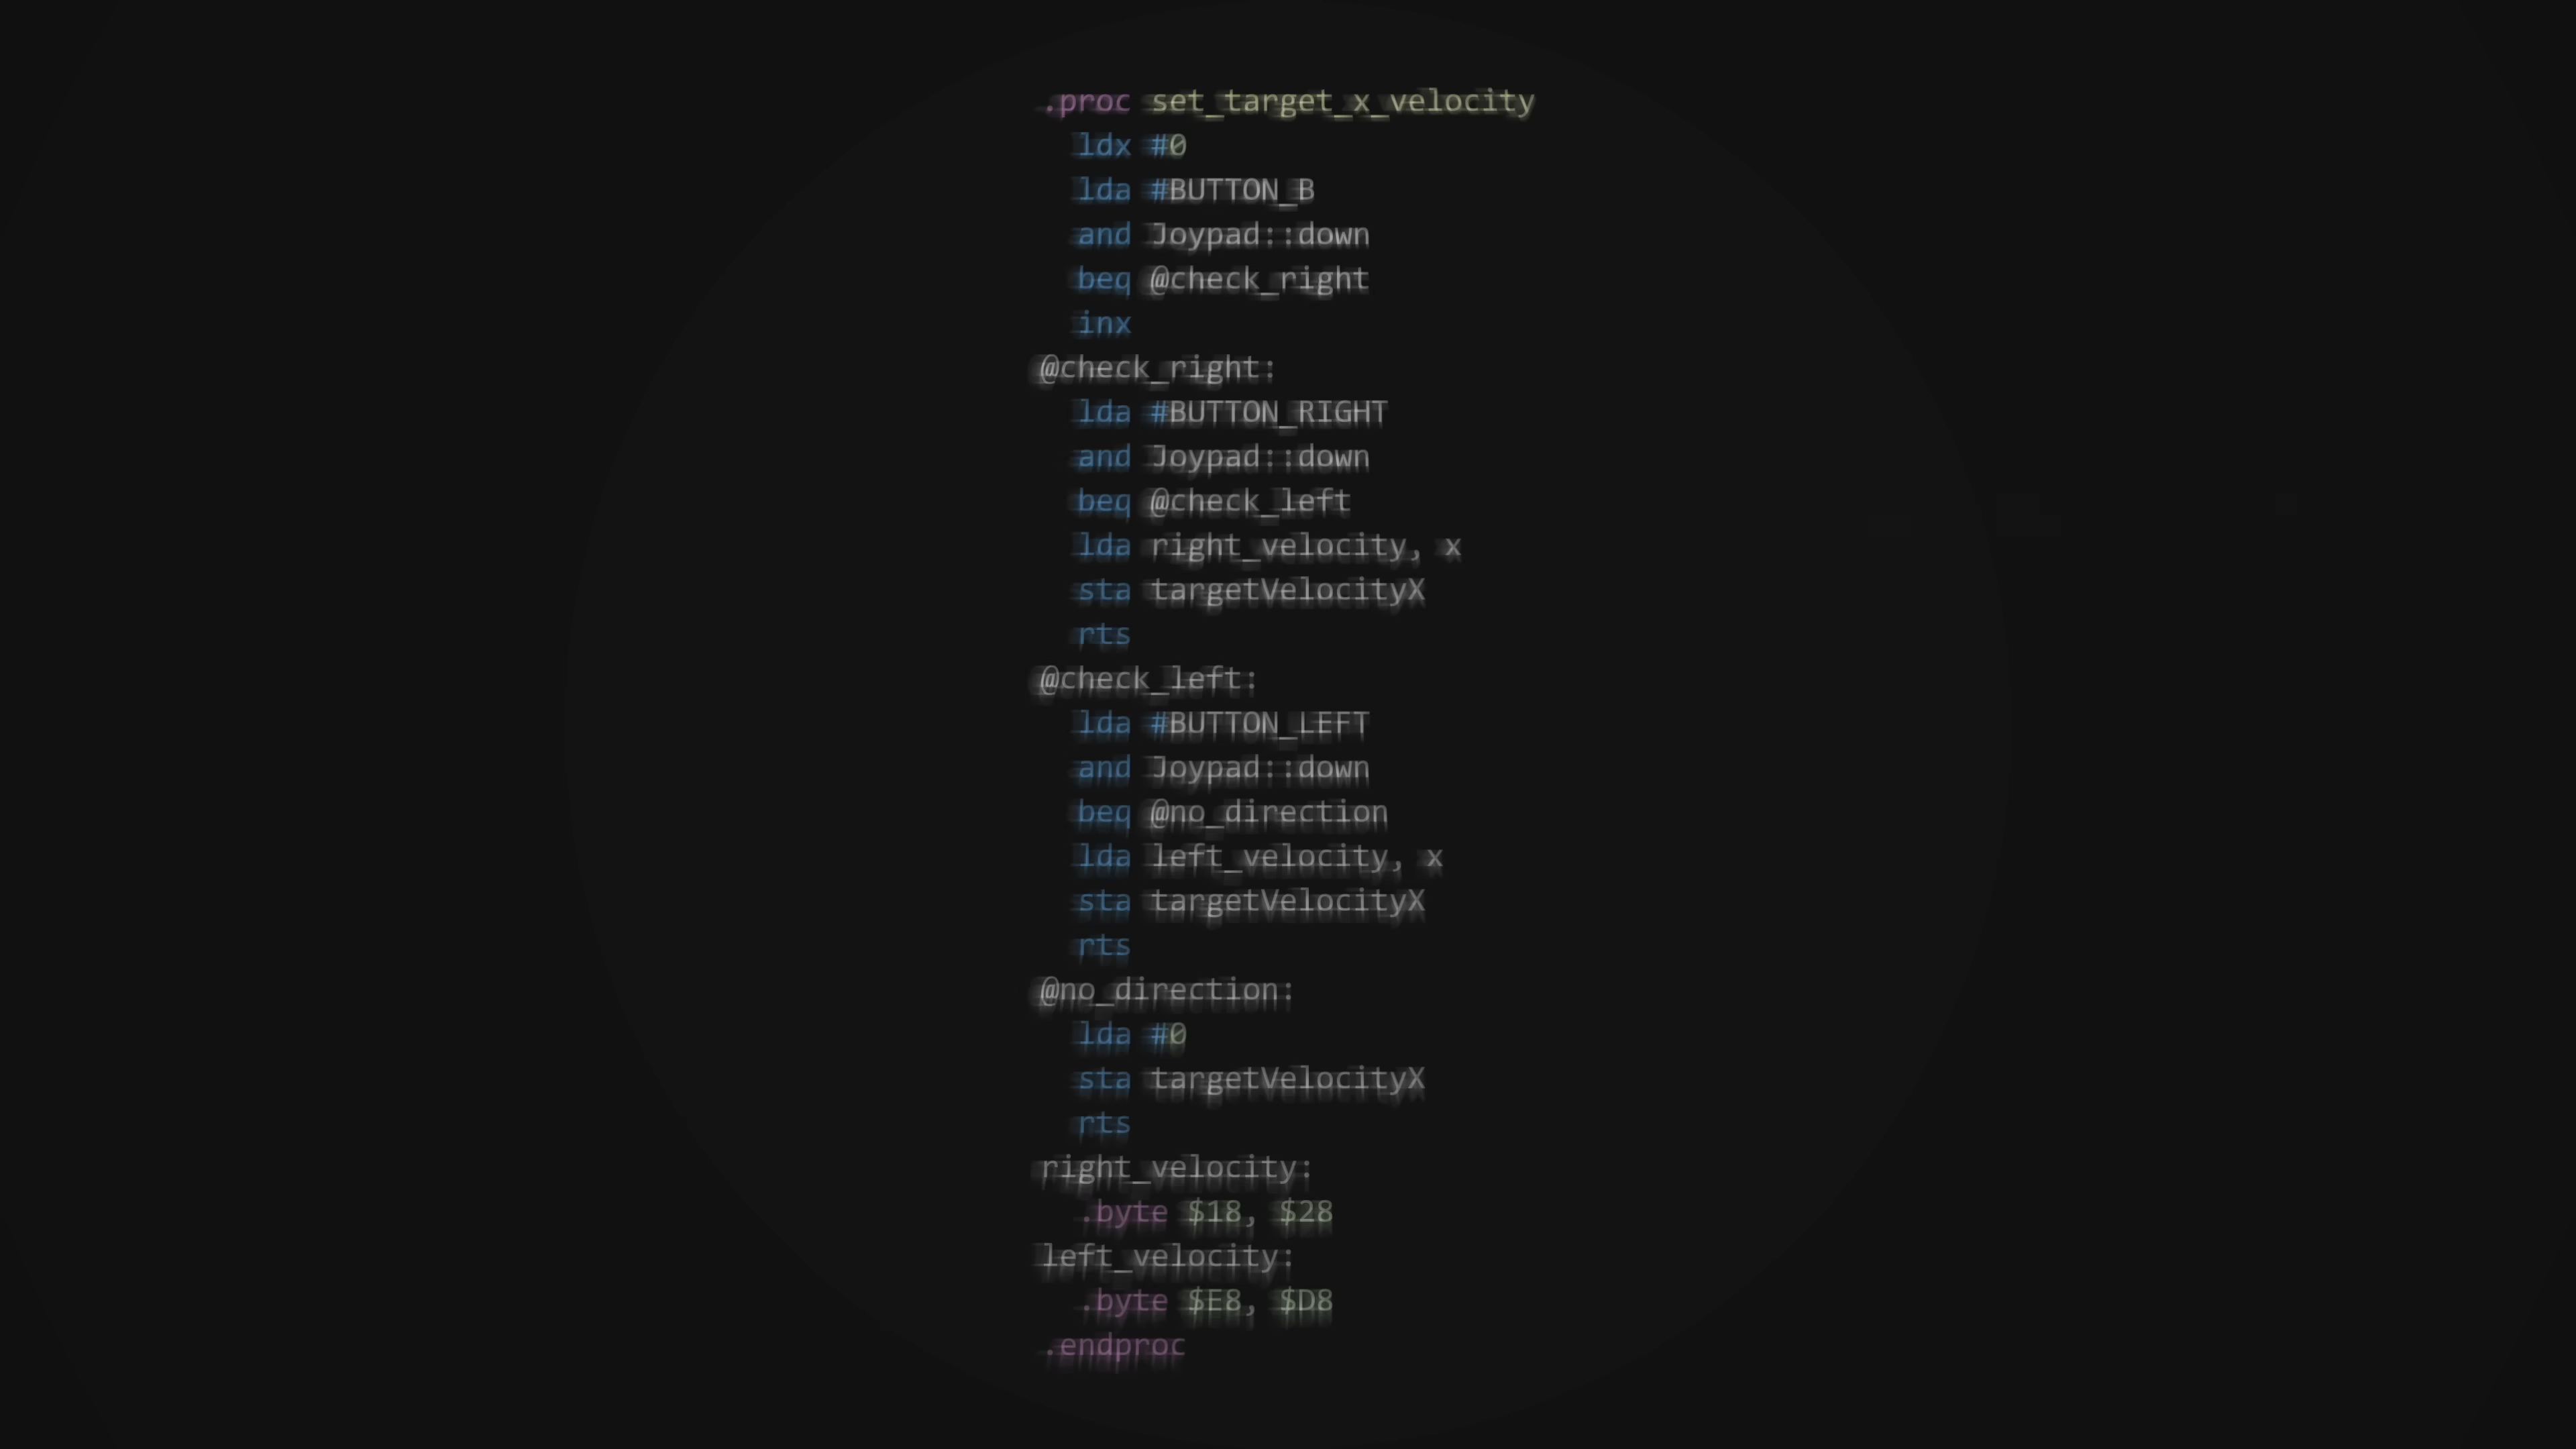 .proc set_target_x_velocity
  ldx #0
  lda #BUTTON_B
  and Joypad::down
  beq @check_right
  inx
@check_right:
  lda #BUTTON_RIGHT
  and Joypad::down
  beq @check_left
  lda right_velocity, x
  sta targetVelocityX
  rts
@check_left:
  lda #BUTTON_LEFT
  and Joypad::down
  beq @no_direction
  lda left_velocity, x
  sta targetVelocityX
  rts
@no_direction:
  lda #0
  sta targetVelocityX
  rts
right_velocity:
  .byte $18, $28
left_velocity:
  .byte $E8, $D8
.endproc